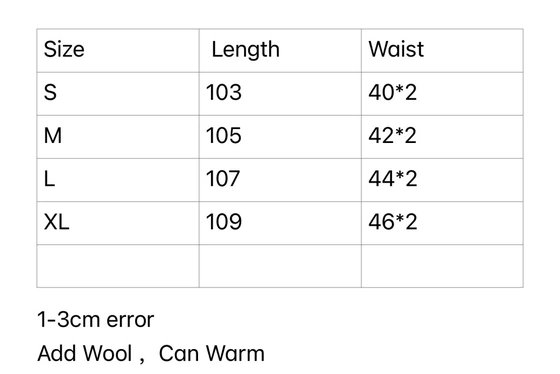 Size Length Waist
S 103 40*2
M 105 42*2
L 107 44*2
XL 109 46*2
1-3cm error
Add Wool , Can Warm